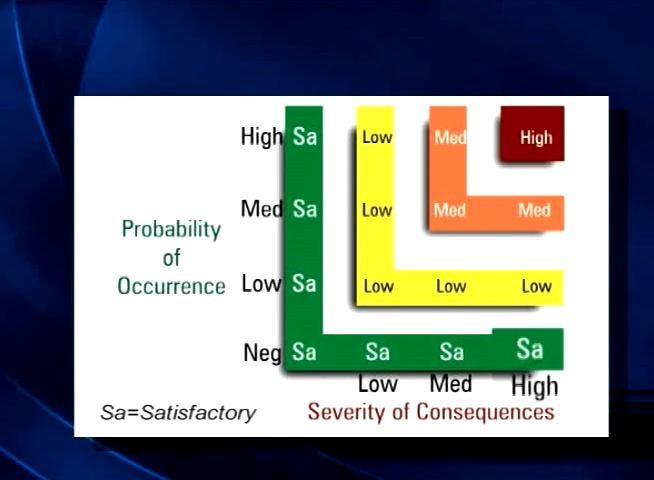 High Sa Low Med High
Med Sa Low Med Med
Probability
of
Occurrence
Low Sa Low Low Low
Neg Sa Sa Sa Sa
Low Med High
Sa=Satisfactory
Severity of Consequences